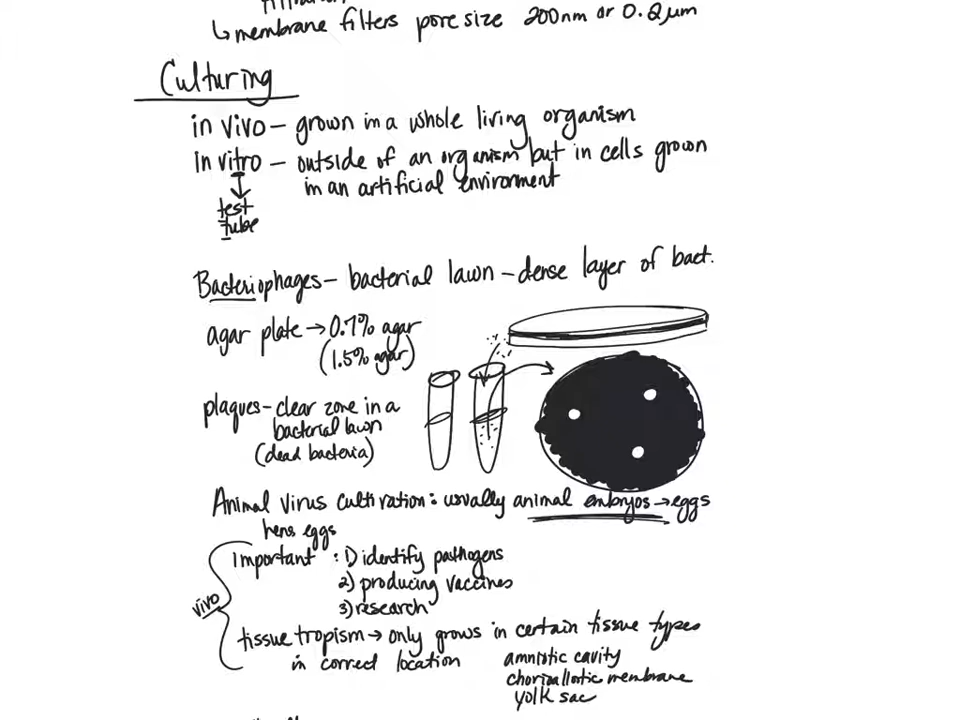 ↳ membrane filters pore size 200nm or 0.2μm
Culturing
in vivo – grown in a whole living organism
in vitro – outside of an organism but in cells grown
in an artificial environment
test
tube
Bacteriophages – bacterial lawn – dense layer of bact.
agar plate → 0.7% agar
(1.5% agar)
plaques – clear zone in a
bacterial lawn
(dead bacteria)
Animal virus cultivation: usually animal embryos → eggs
hens eggs
important : 1) identify pathogens
2) producing vaccines
3) research
vivo
tissue tropism → only grows in certain tissue types
in correct location
amniotic cavity
yolk sac